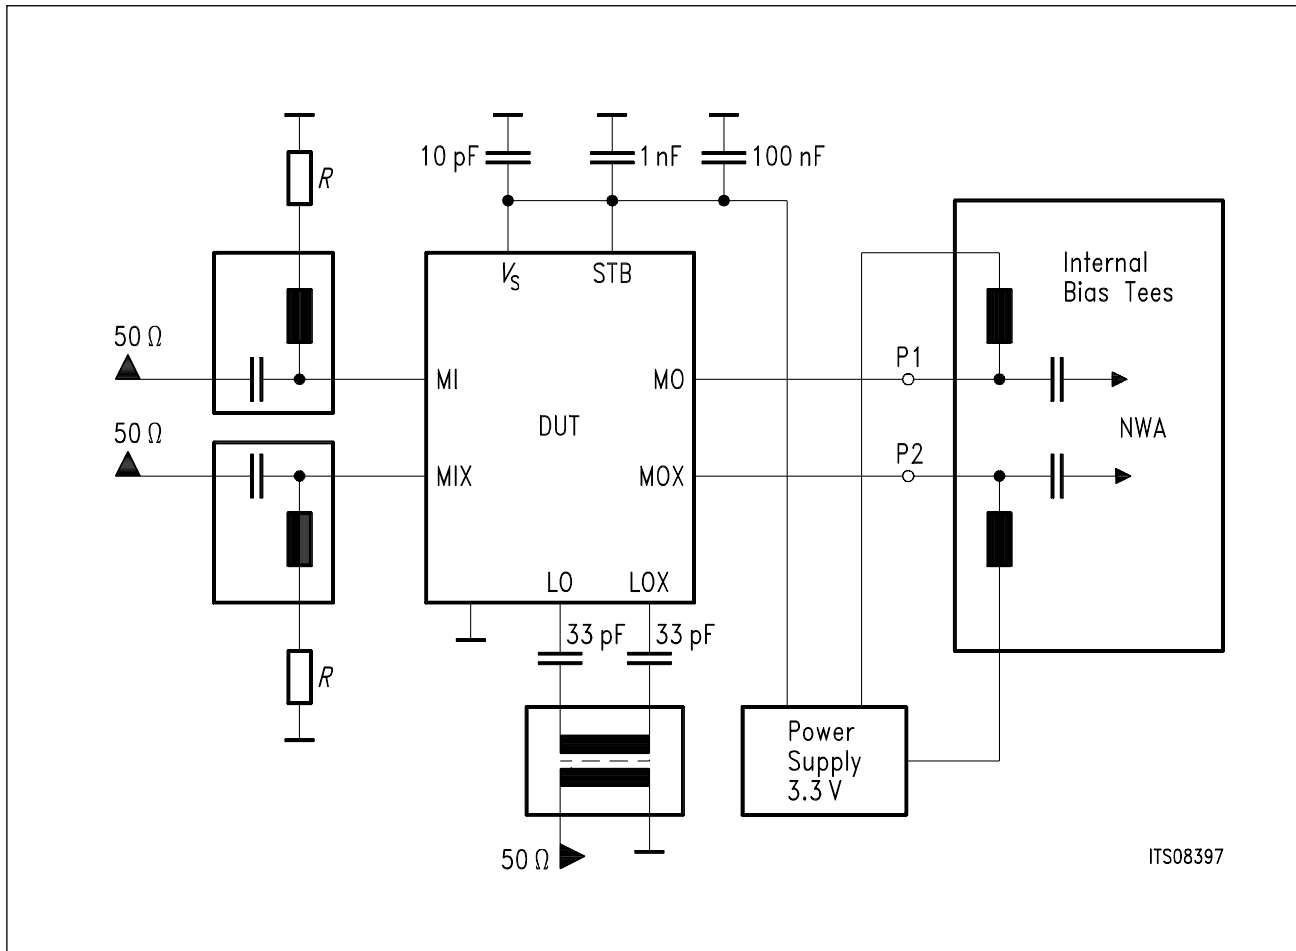 10 pF
1 nF
100 nF
R
V_S
STB
Internal
Bias Tees
50 Ω
MI
MO
P1
DUT
NWA
50 Ω
MIX
MOX
P2
LO
LOX
33 pF
33 pF
R
Power
Supply
3.3 V
50 Ω
ITS08397